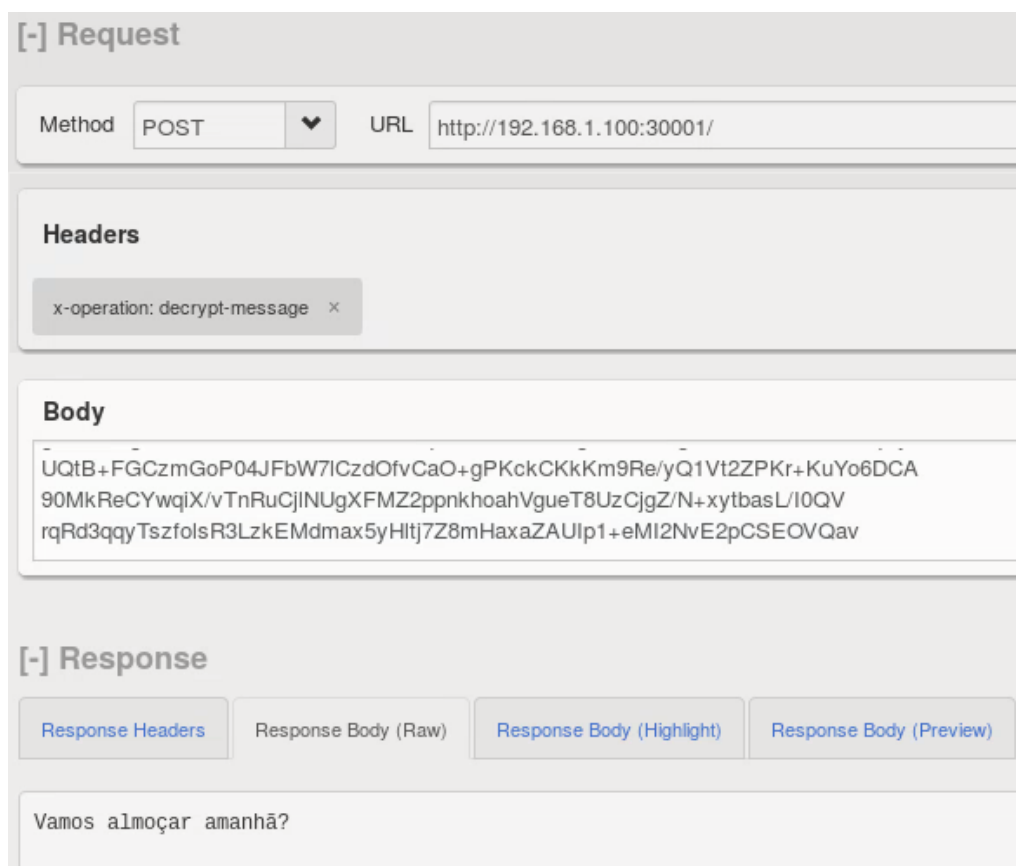 [-] Request
Method POST URL http://192.168.1.100:30001/
Headers
x-operation: decrypt-message ×
Body
UQtB+FGCzmGoP04JFbW7lCzdOfvCaO+gPKckCKkKm9Re/yQ1Vt2ZPKr+KuYo6DCA
90MkReCYwqiX/vTnRuCjlNUgXFMZ2ppnkhoahVgueT8UzCjgZ/N+xytbasL/I0QV
rqRd3qqyTszfolsR3LzkEMdmax5yHltj7Z8mHaxaZAUlp1+eMI2NvE2pCSEOVQav
[-] Response
Response Headers Response Body (Raw) Response Body (Highlight) Response Body (Preview)
Vamos almoçar amanhã?